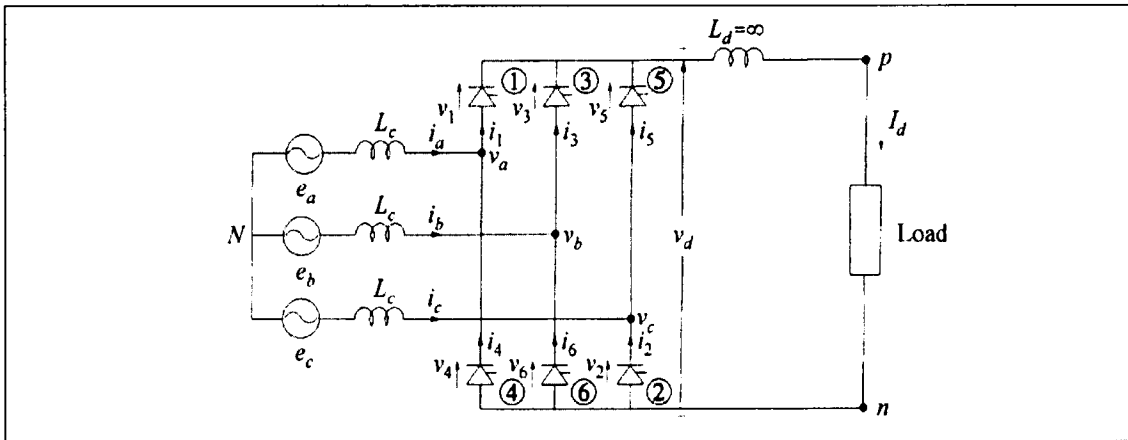 L_d=∞
p
① ③ ⑤
v_1 v_3 v_5
I_d
L_c i_a i_1 i_3 i_5
v_a
e_a
L_c i_b
N v_b v_d Load
e_b
L_c i_c
v_c
e_c i_4 i_6 i_2
v_4 v_6 v_2
④ ⑥ ②
n